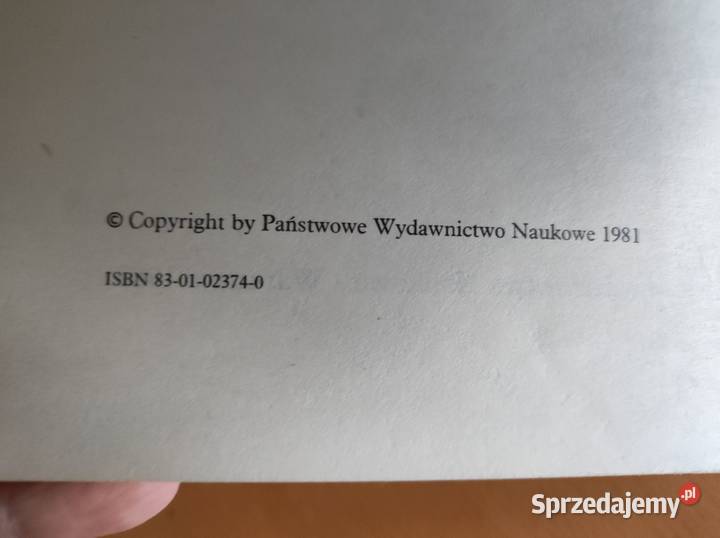 © Copyright by Państwowe Wydawnictwo Naukowe 1981
ISBN 83-01-02374-0
Sprzedajemy.pl